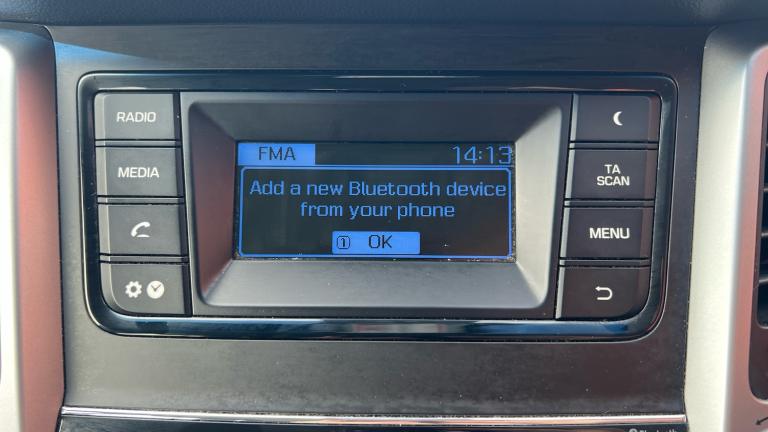 RADIO
MEDIA
FMA 14:13
Add a new Bluetooth device
from your phone
1 OK
TA
SCAN
MENU